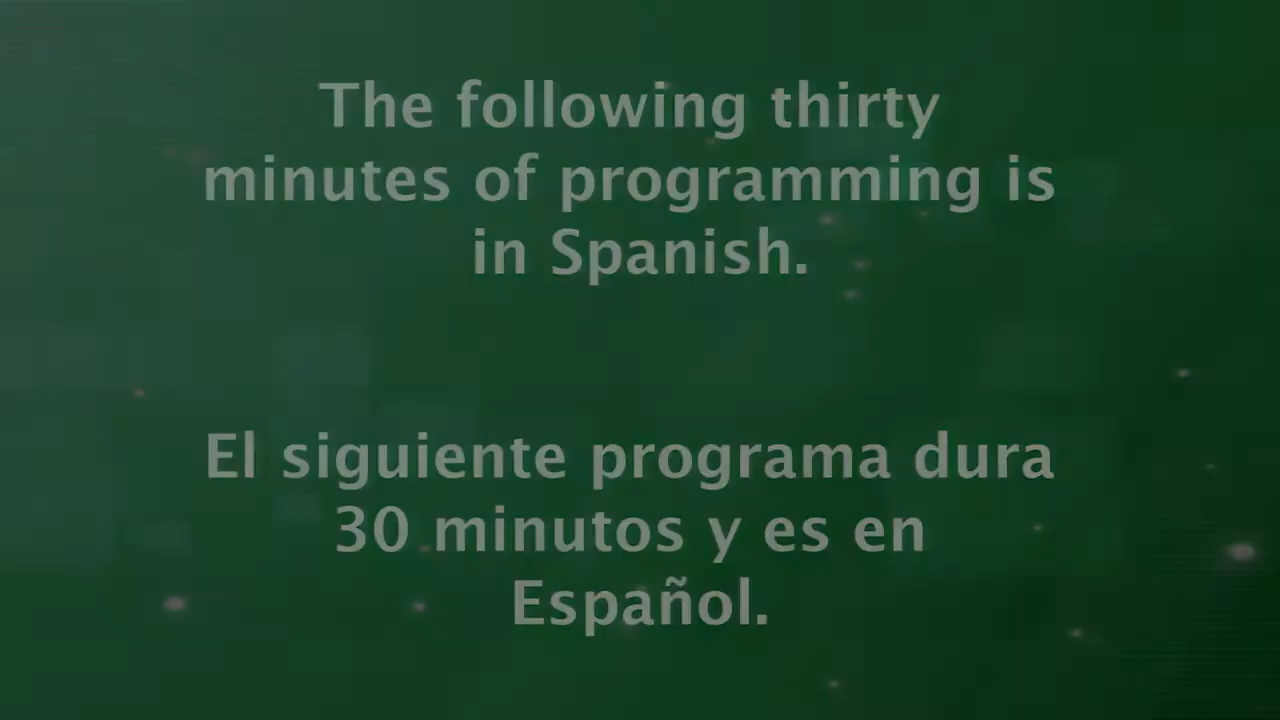 The following thirty
minutes of programming is
in Spanish.
El siguiente programa dura
30 minutos y es en
Español.